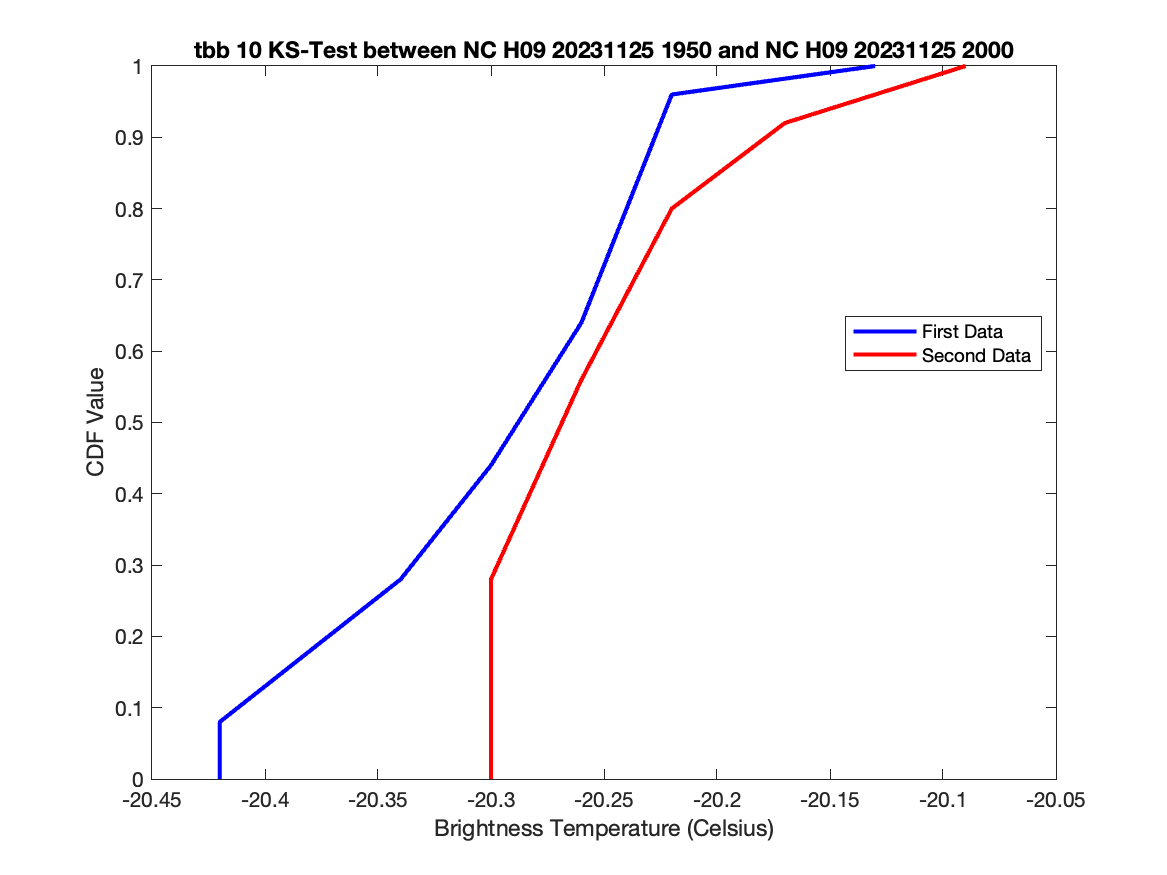 tbb 10 KS-Test between NC H09 20231125 1950 and NC H09 20231125 2000
1
0.9
0.8
0.7
0.6
0.5
0.4
0.3
0.2
0.1
0
CDF Value
First Data
Second Data
-20.45 -20.4 -20.35 -20.3 -20.25 -20.2 -20.15 -20.1 -20.05
Brightness Temperature (Celsius)